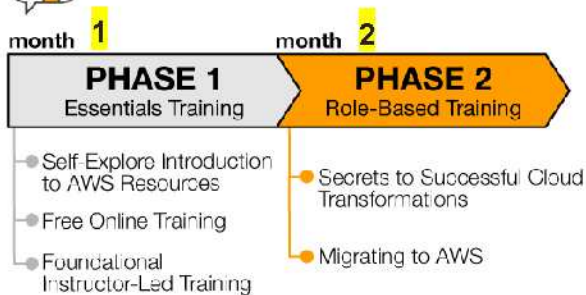 month 1
month 2
PHASE 1
Essentials Training
PHASE 2
Role-Based Training
Self-Explore Introduction
to AWS Resources
Free Online Training
Foundational
Instructor-Led Training
Secrets to Successful Cloud
Transformations
Migrating to AWS